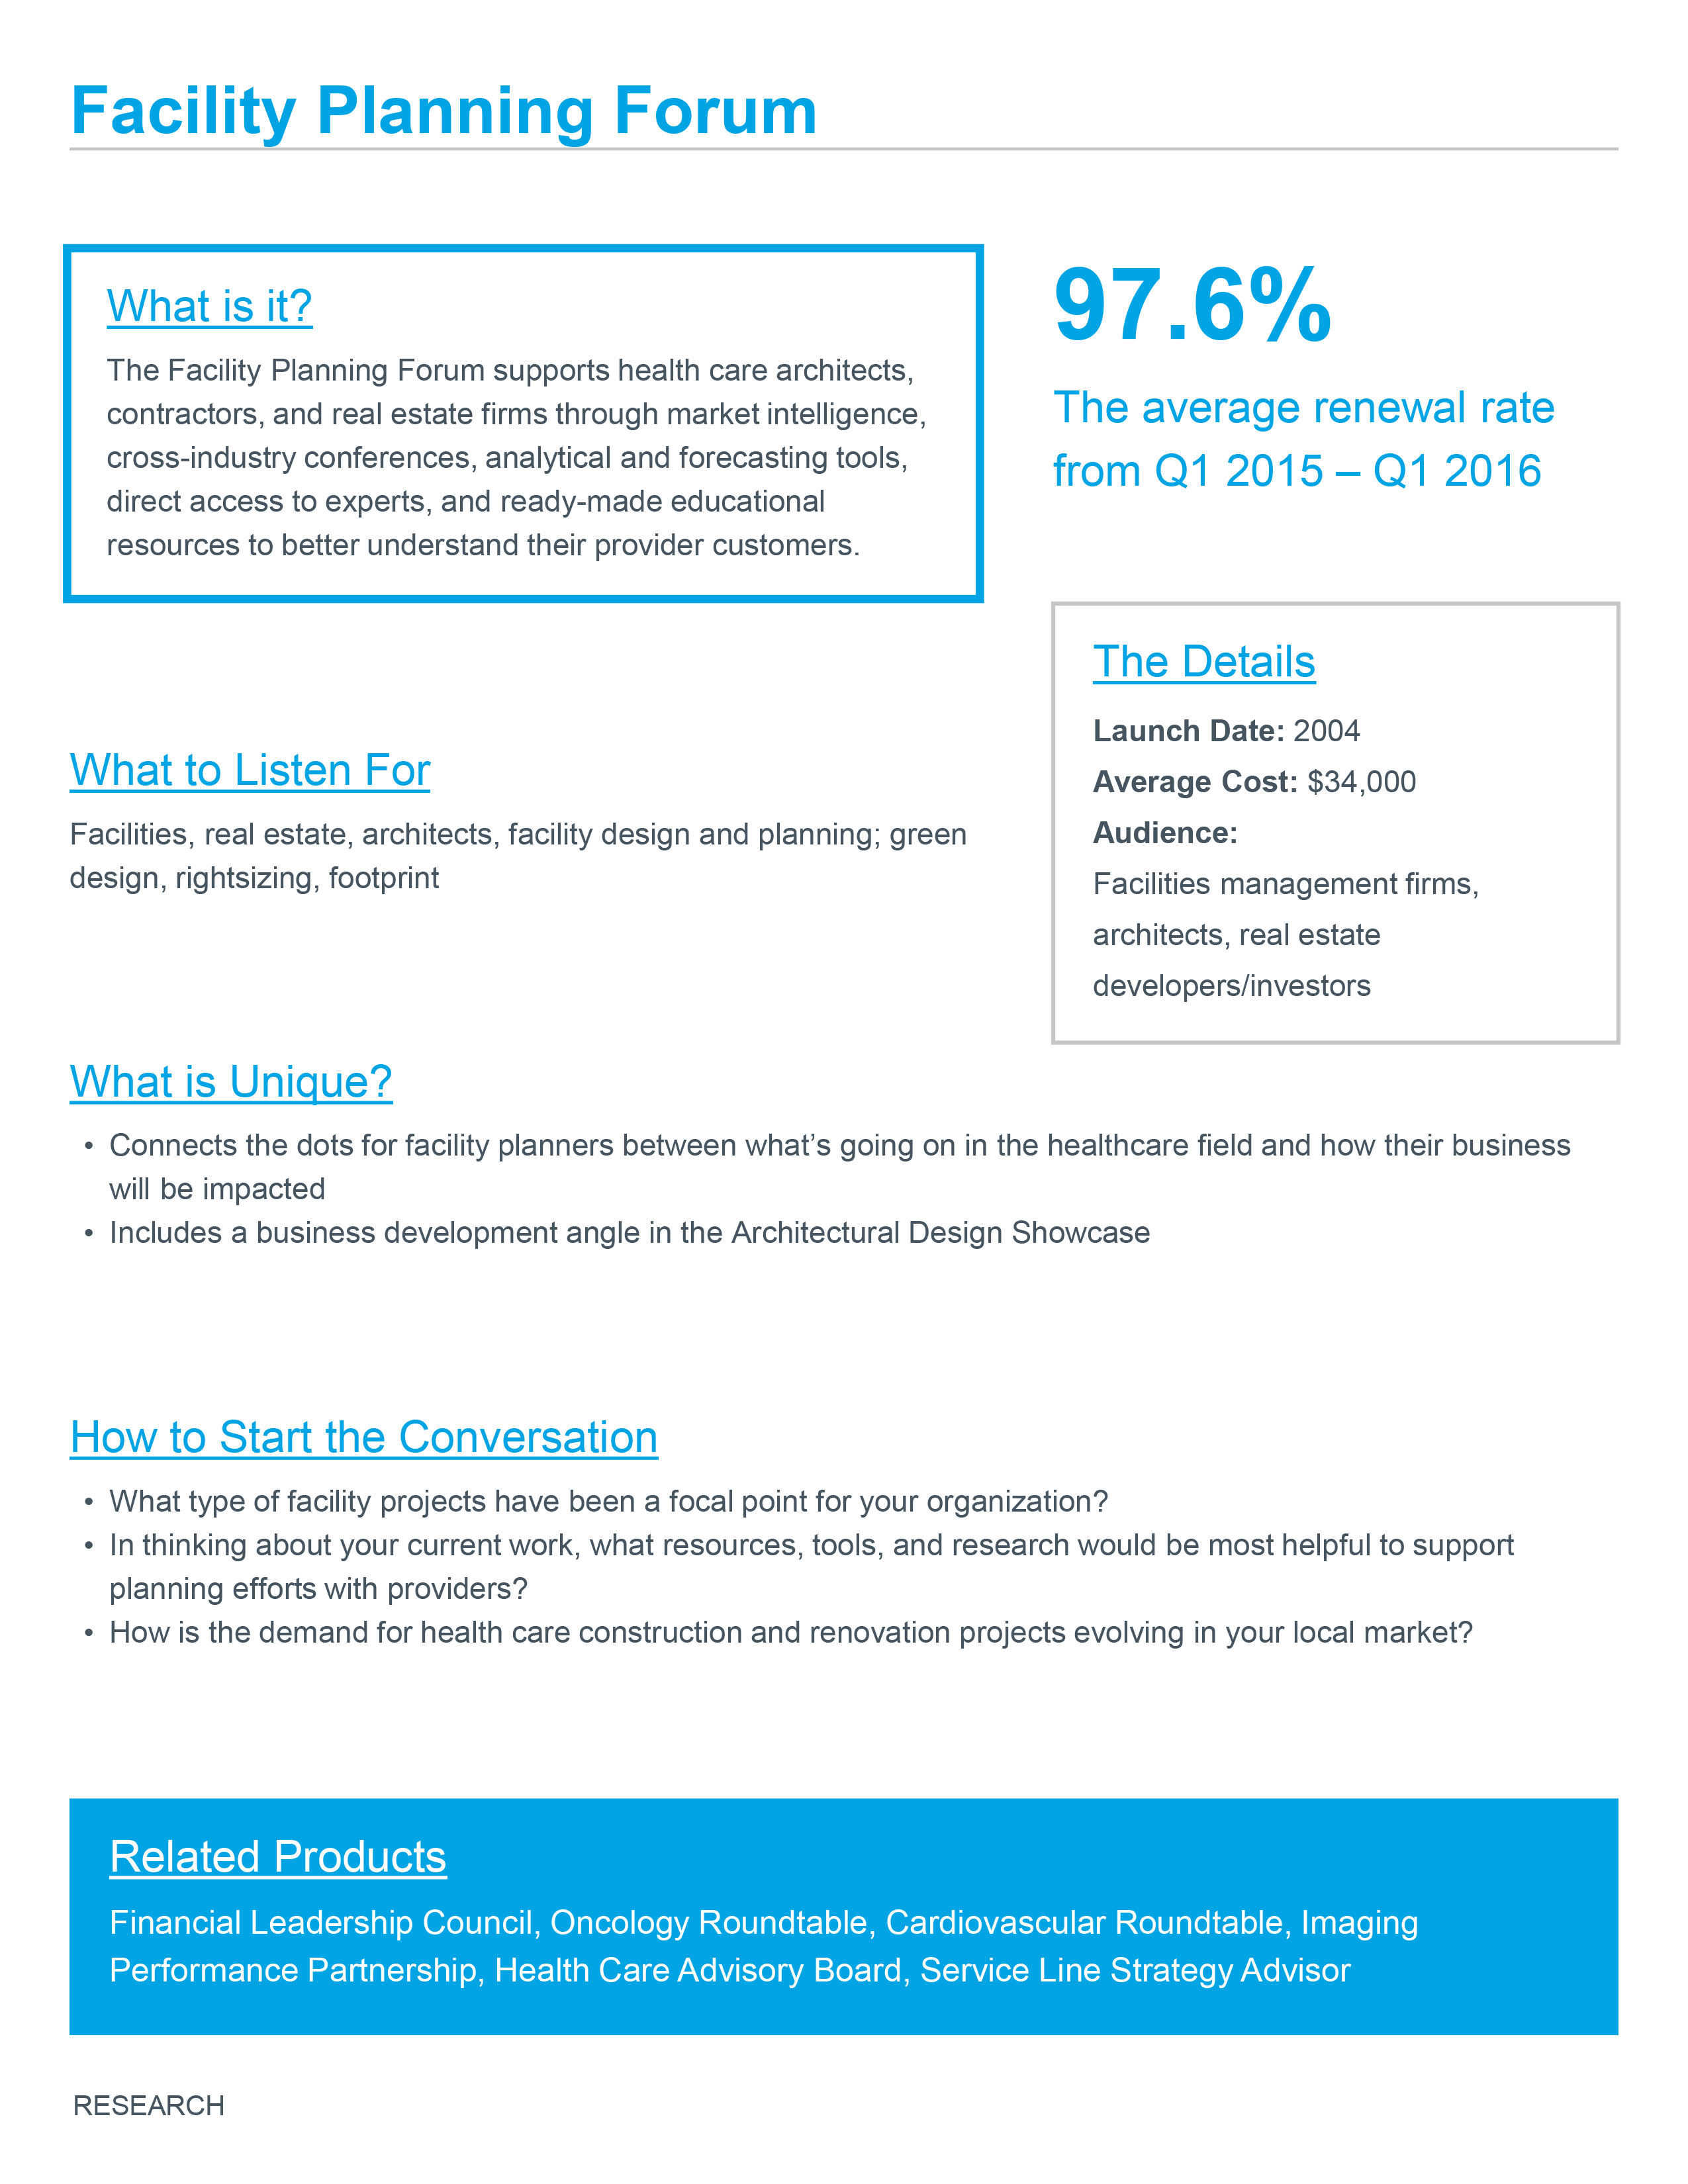 Facility Planning Forum
What is it?
The Facility Planning Forum supports health care architects,
contractors, and real estate firms through market intelligence,
cross-industry conferences, analytical and forecasting tools,
direct access to experts, and ready-made educational
resources to better understand their provider customers.
97.6%
The average renewal rate
from Q1 2015 – Q1 2016
The Details
Launch Date: 2004
Average Cost: $34,000
Audience:
Facilities management firms,
architects, real estate
developers/investors
What to Listen For
Facilities, real estate, architects, facility design and planning; green
design, rightsizing, footprint
What is Unique?
• Connects the dots for facility planners between what’s going on in the healthcare field and how their business
will be impacted
• Includes a business development angle in the Architectural Design Showcase
How to Start the Conversation
• What type of facility projects have been a focal point for your organization?
• In thinking about your current work, what resources, tools, and research would be most helpful to support
planning efforts with providers?
• How is the demand for health care construction and renovation projects evolving in your local market?
Related Products
Financial Leadership Council, Oncology Roundtable, Cardiovascular Roundtable, Imaging
Performance Partnership, Health Care Advisory Board, Service Line Strategy Advisor
RESEARCH